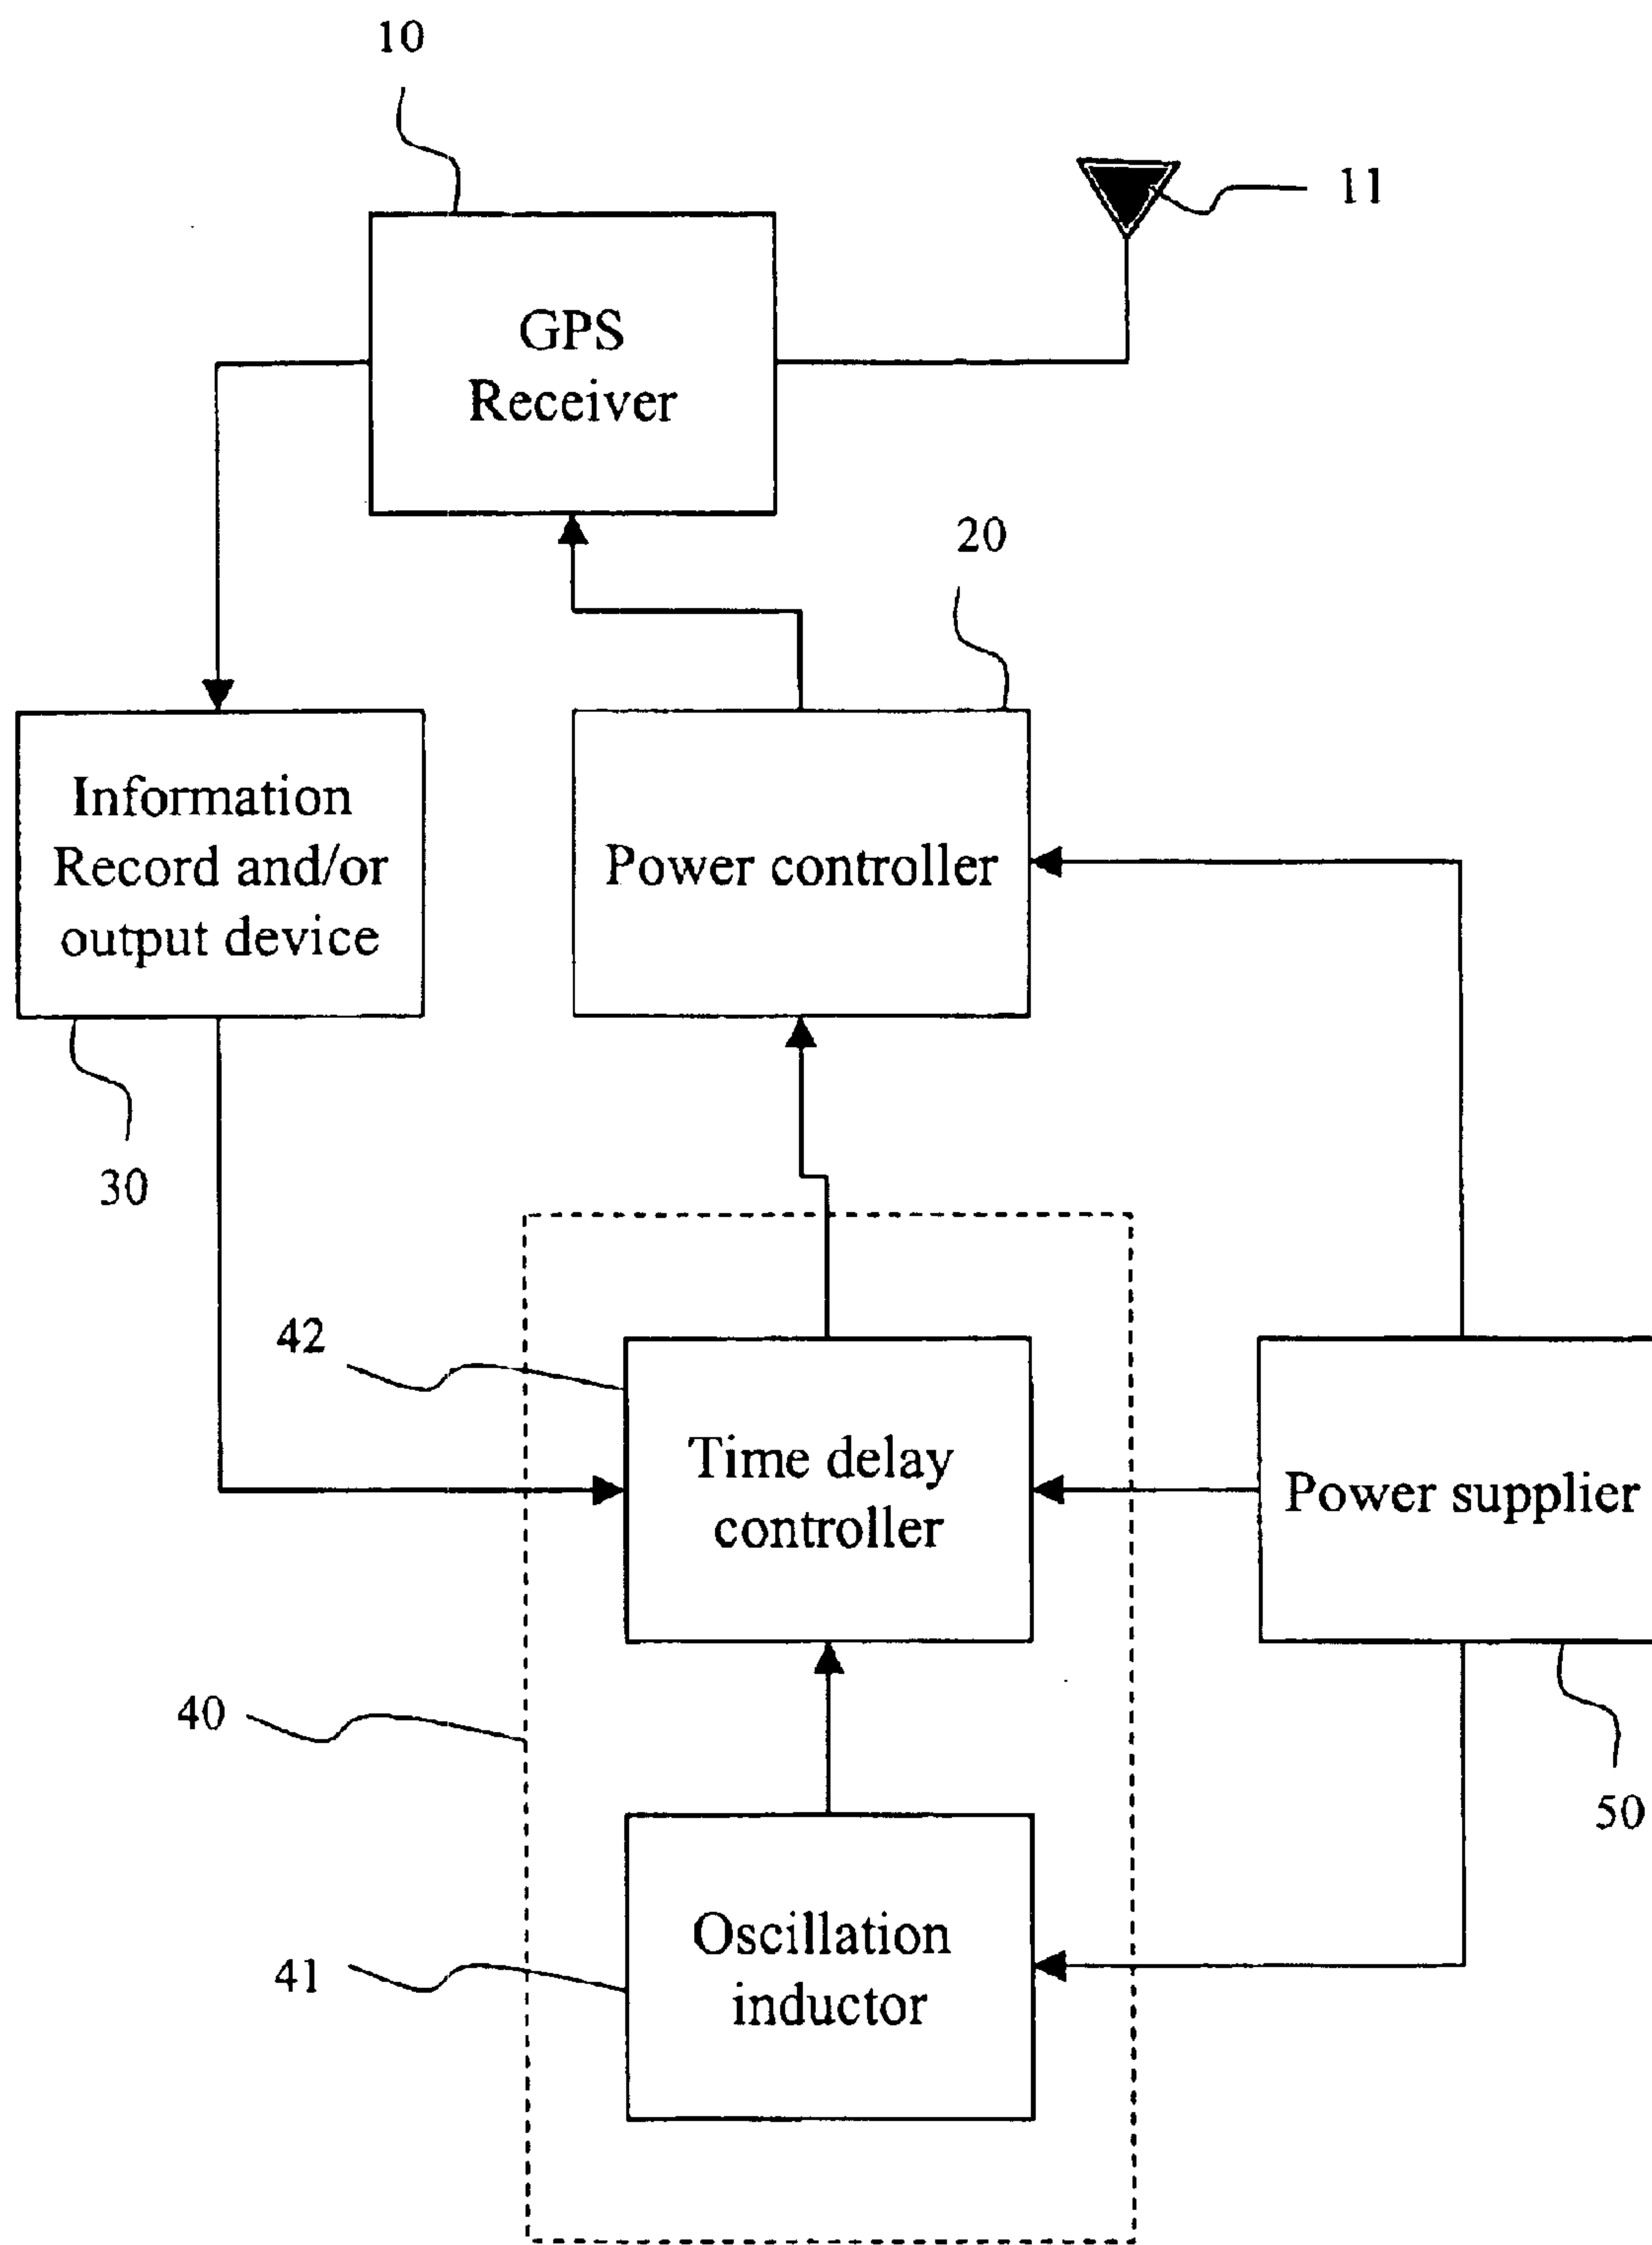 10
11
GPS
Receiver
20
Information
Record and/or
output device
Power controller
30
42
Time delay
controller
Power supplier
40
50
Oscillation
inductor
41